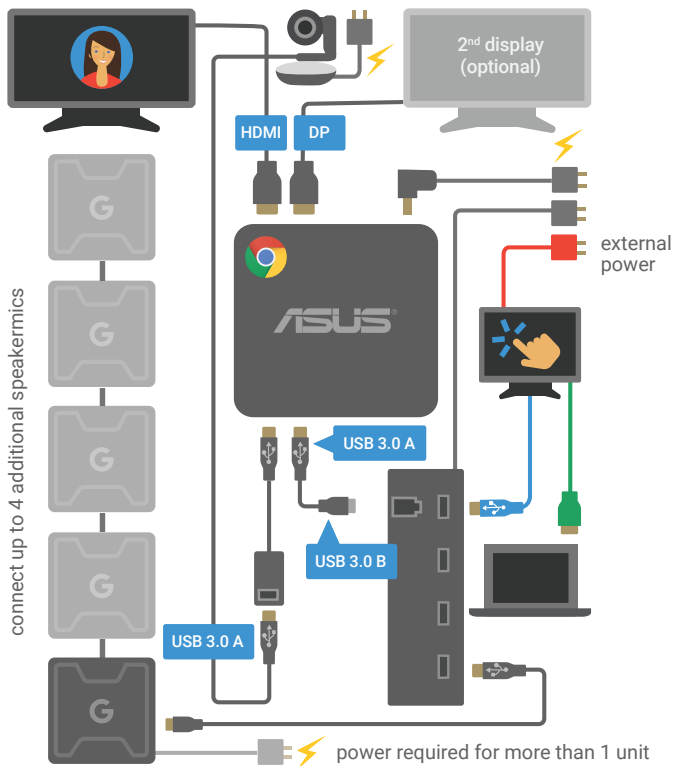 2nd display
(optional)
HDMI
DP
external
power
ASUS
USB 3.0 A
USB 3.0 B
USB 3.0 A
connect up to 4 additional speakermics
G
G
G
G
G
power required for more than 1 unit